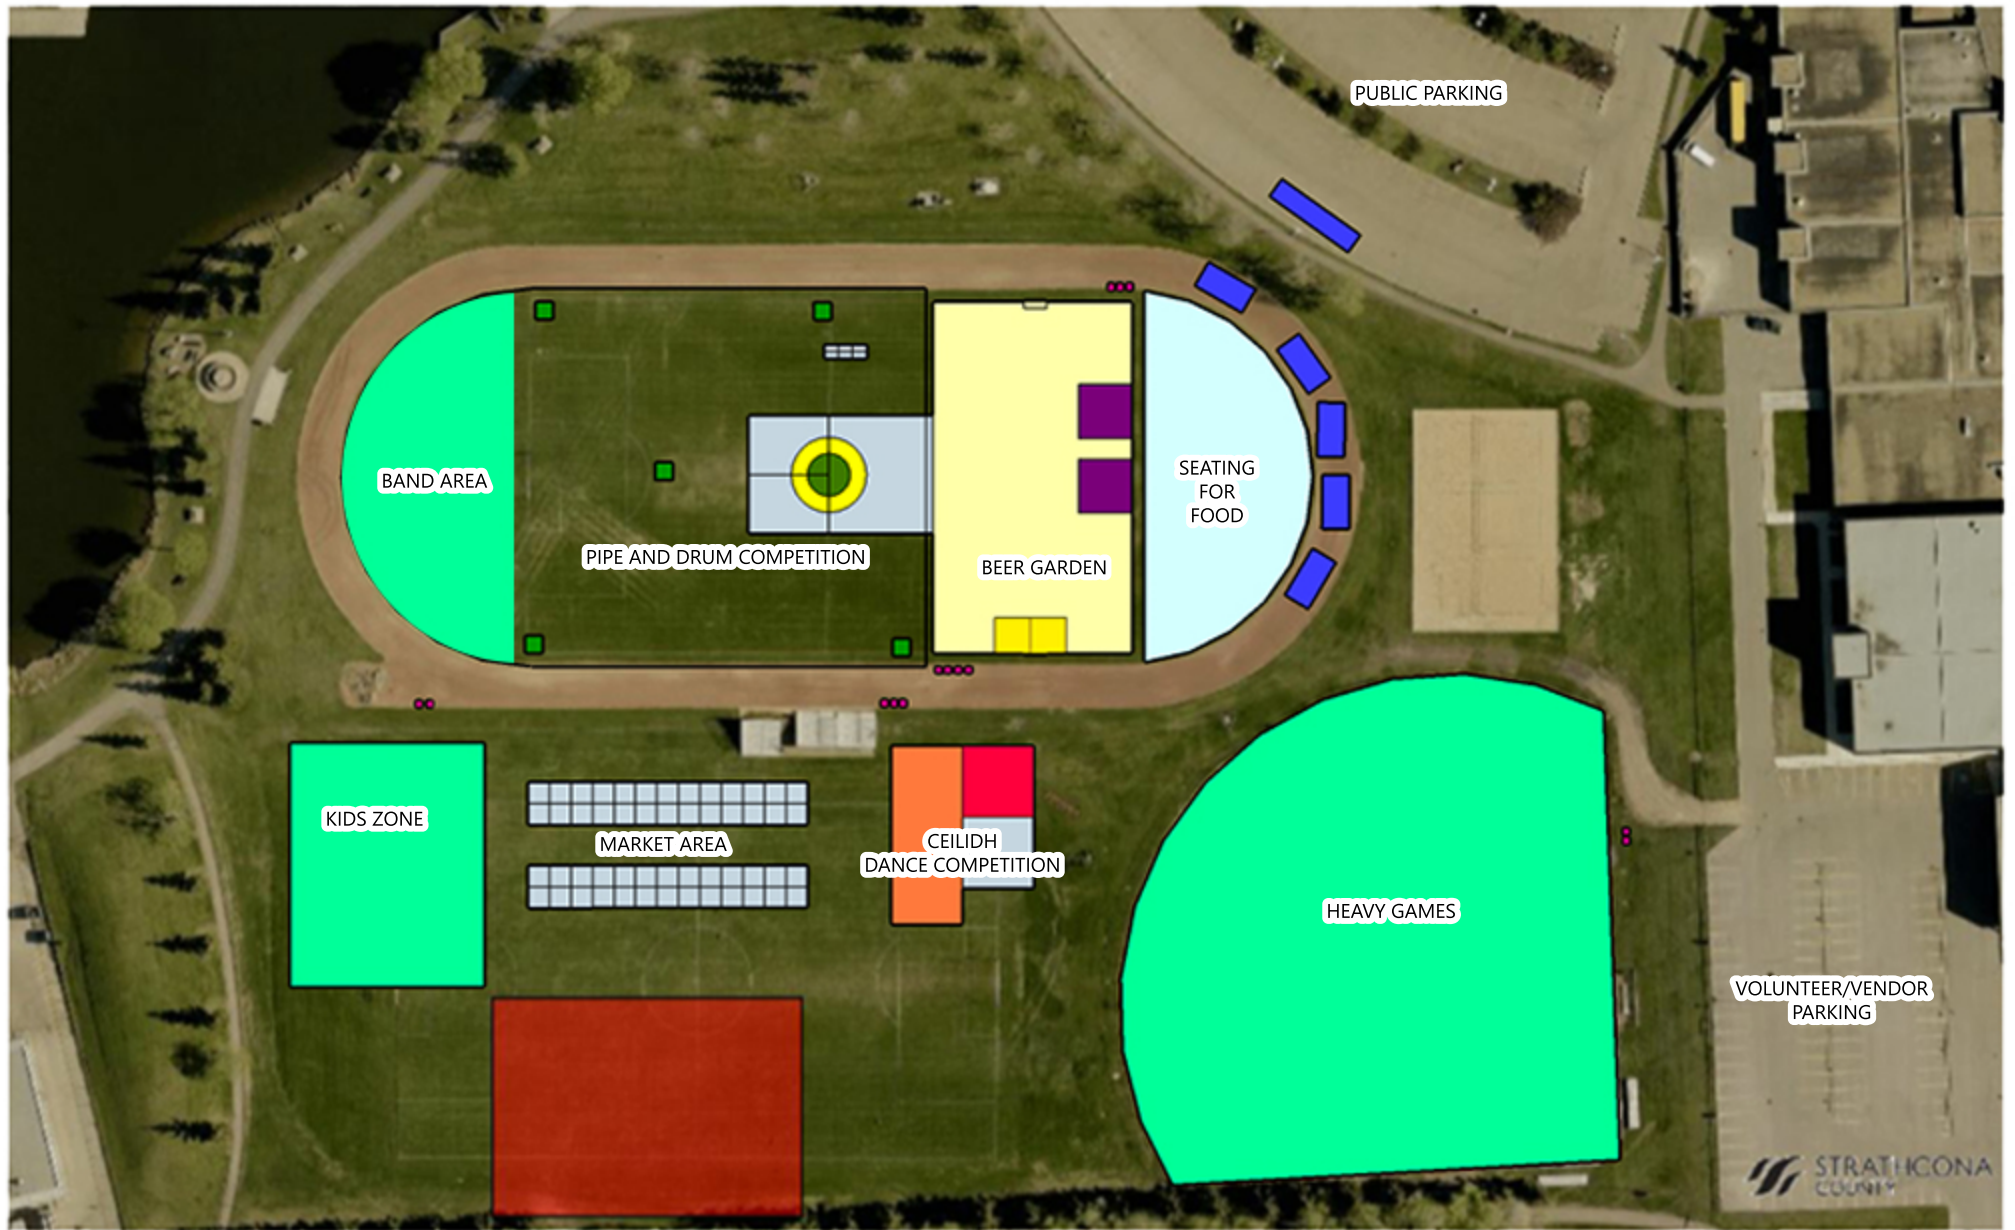 PUBLIC PARKING
BAND AREA
PIPE AND DRUM COMPETITION
BEER GARDEN
SEATING
FOR
FOOD
KIDS ZONE
MARKET AREA
CEILIDH
DANCE COMPETITION
HEAVY GAMES
VOLUNTEER/VENDOR
PARKING
STRATHCONA
COUNTY